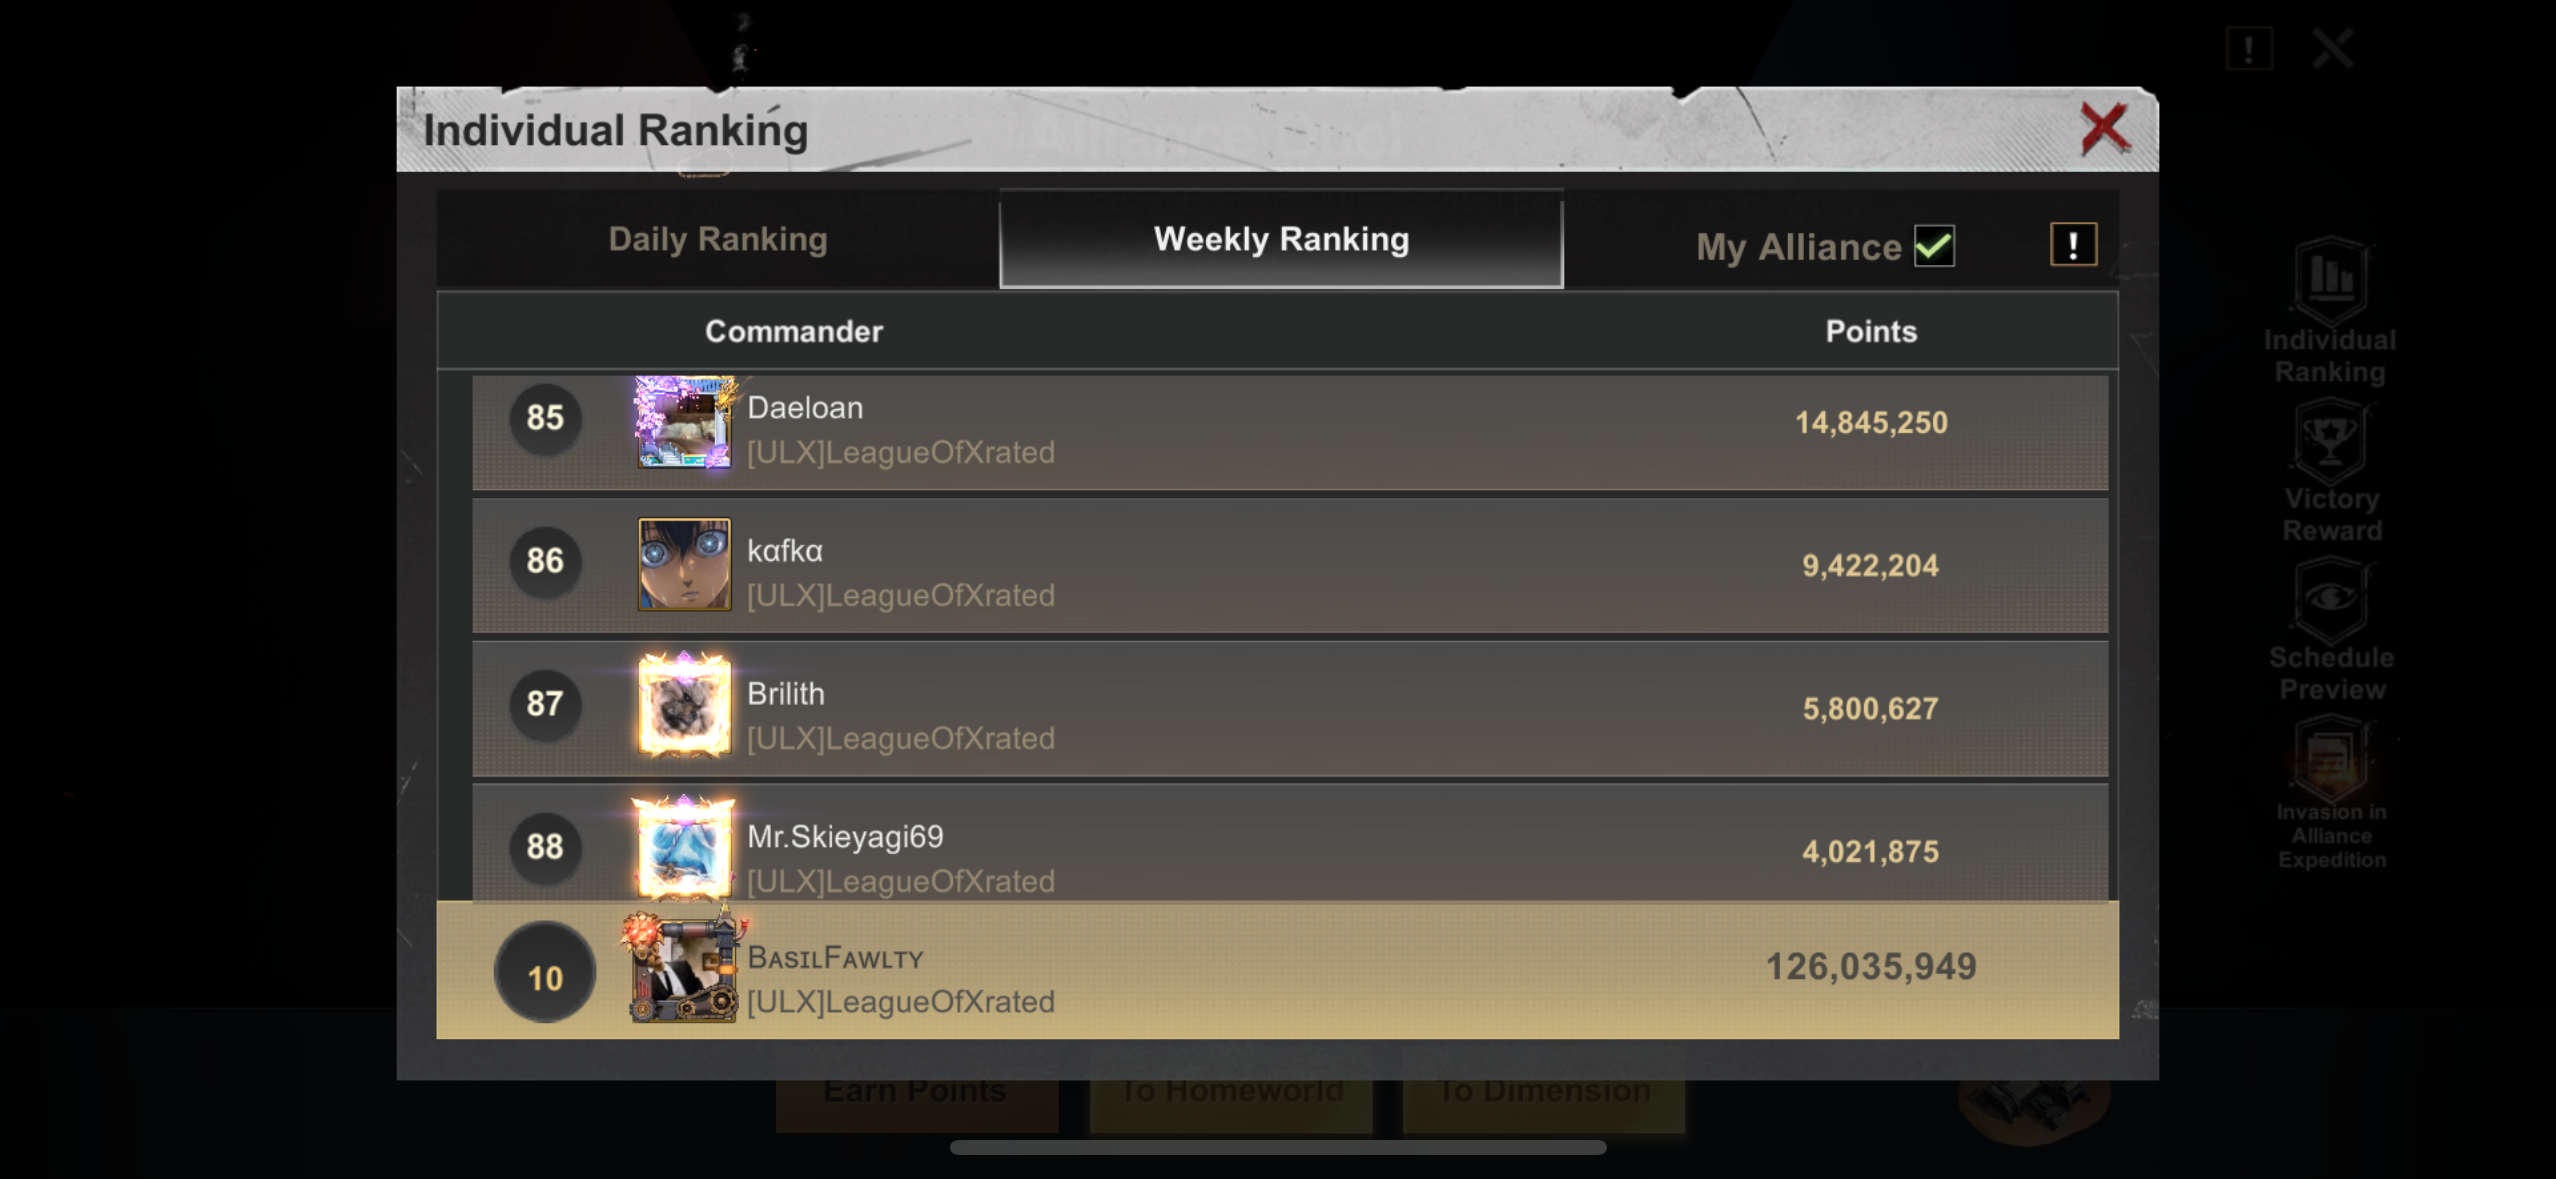 Individual Ranking
Daily Ranking
Weekly Ranking
My Alliance
!
Commander
Points
85
Daeloan
[ULX]LeagueOfXrated
14,845,250
86
kαfkα
[ULX]LeagueOfXrated
9,422,204
87
Brilith
[ULX]LeagueOfXrated
5,800,627
88
Mr.Skieyagi69
[ULX]LeagueOfXrated
4,021,875
10
BᴀsɪʟFᴀᴡʟᴛʏ
[ULX]LeagueOfXrated
126,035,949
Earn Points
To Homeworld
To Dimension
!
Individual
Ranking
Victory
Reward
Schedule
Preview
Invasion in
Alliance
Expedition